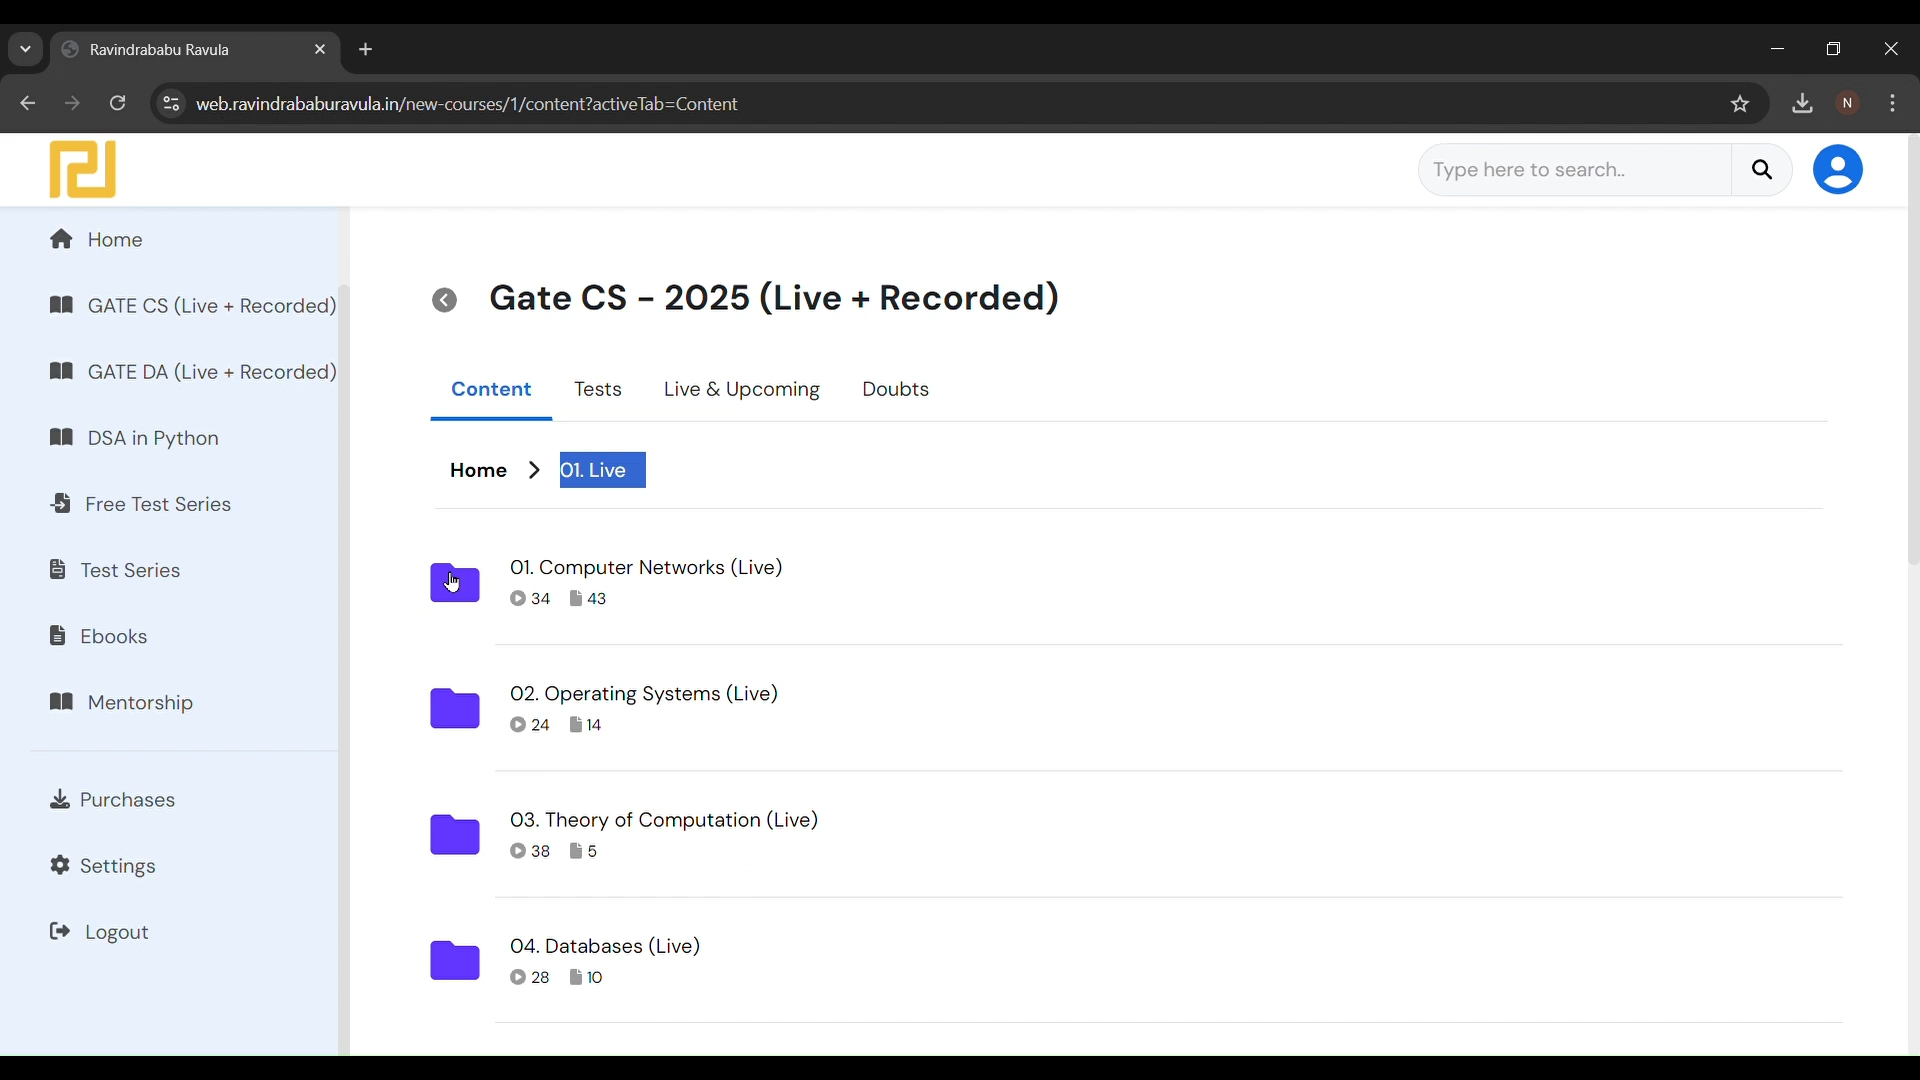 Ravindrababu Ravula
web.ravindrababuravula.in/new-courses/1/content?activeTab=Content
N
Type here to search..
Home
GATE CS (Live + Recorded)
GATE DA (Live + Recorded)
DSA in Python
Free Test Series
Test Series
Ebooks
Mentorship
Purchases
Settings
Logout
Gate CS - 2025 (Live + Recorded)
Content Tests Live & Upcoming Doubts
Home 01. Live
01. Computer Networks (Live)
34 43
02. Operating Systems (Live)
24 14
03. Theory of Computation (Live)
38 5
04. Databases (Live)
28 10